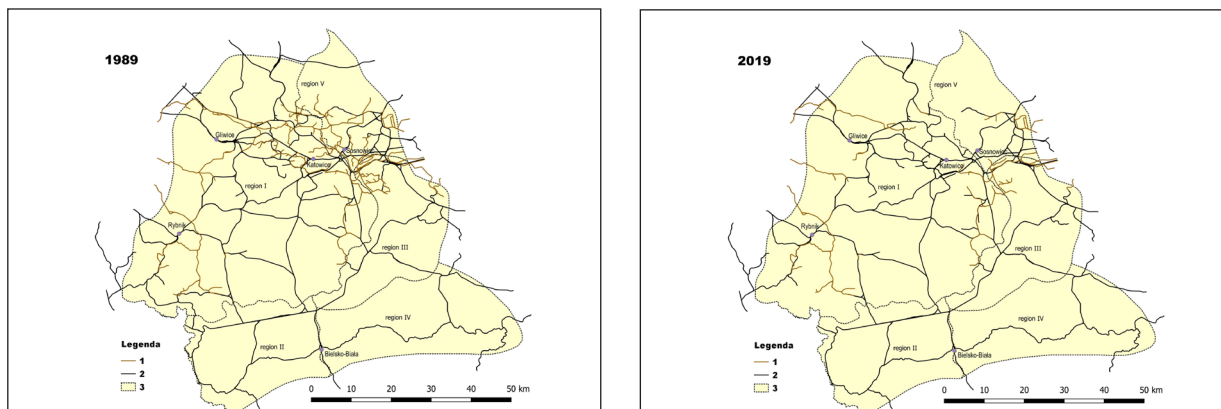 1989
region V
Gliwice
Sosnowiec
Katowice
region I
Rybnik
region III
region IV
region II
Bielsko-Biała
Legenda
1
2
3
0 10 20 30 40 50 km
2019
region V
Gliwice
Sosnowiec
Katowice
region I
Rybnik
region III
region IV
region II
Bielsko-Biała
Legenda
1
2
3
0 10 20 30 40 50 km